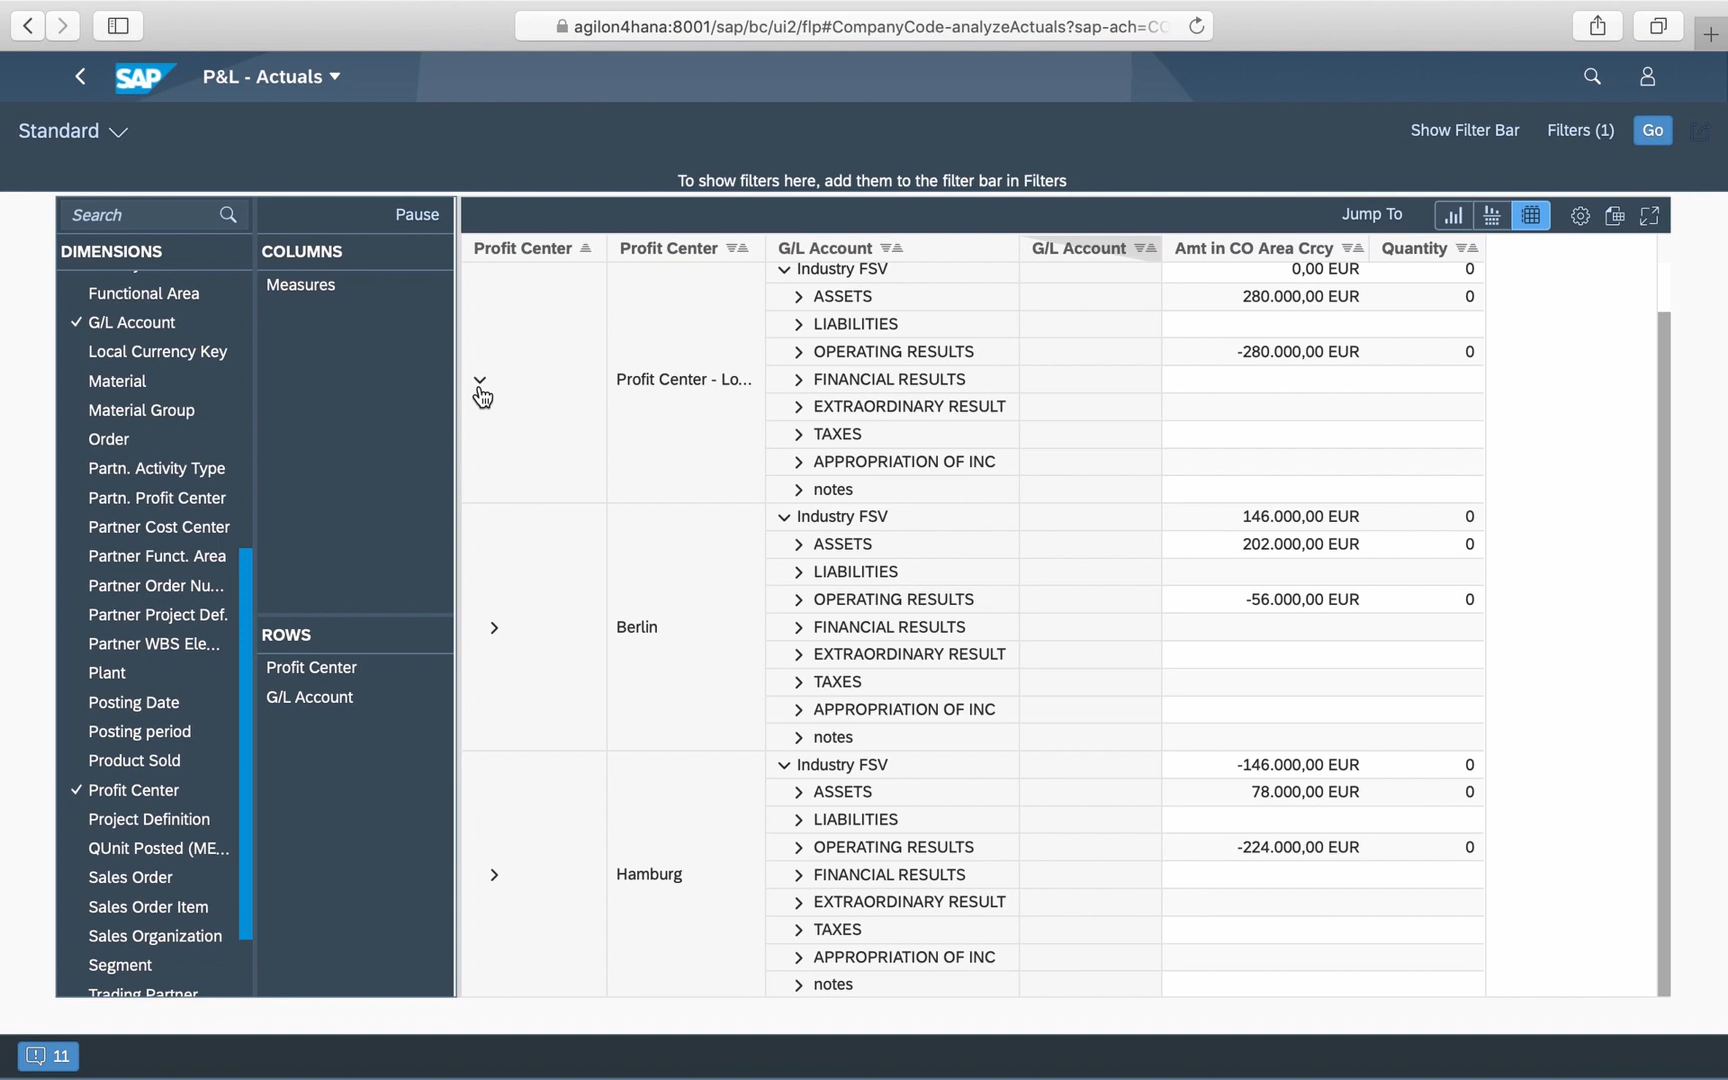 agilon4hana:8001/sap/bc/ui2/flp#CompanyCode-analyzeActuals?sap-ach=CO
SAP P&L - Actuals
Standard
Show Filter Bar Filters (1) Go
To show filters here, add them to the filter bar in Filters
Search
DIMENSIONS
Functional Area
G/L Account
Local Currency Key
Material
Material Group
Order
Partn. Activity Type
Partn. Profit Center
Partner Cost Center
Partner Funct. Area
Partner Order Nu...
Partner Project Def.
Partner WBS Ele...
Plant
Posting Date
Posting period
Product Sold
Profit Center
Project Definition
QUnit Posted (ME...
Sales Order
Sales Order Item
Sales Organization
Segment
Trading Partner
Pause
COLUMNS
Measures
ROWS
Profit Center
G/L Account
Jump To
Profit Center Profit Center G/L Account G/L Account Amt in CO Area Crcy Quantity
Industry FSV 0,00 EUR 0
ASSETS 280.000,00 EUR 0
LIABILITIES
OPERATING RESULTS -280.000,00 EUR 0
Profit Center - Lo... FINANCIAL RESULTS
EXTRAORDINARY RESULT
TAXES
APPROPRIATION OF INC
notes
Industry FSV 146.000,00 EUR 0
ASSETS 202.000,00 EUR 0
LIABILITIES
OPERATING RESULTS -56.000,00 EUR 0
Berlin FINANCIAL RESULTS
EXTRAORDINARY RESULT
TAXES
APPROPRIATION OF INC
notes
Industry FSV -146.000,00 EUR 0
ASSETS 78.000,00 EUR 0
LIABILITIES
OPERATING RESULTS -224.000,00 EUR 0
Hamburg FINANCIAL RESULTS
EXTRAORDINARY RESULT
TAXES
APPROPRIATION OF INC
notes
11